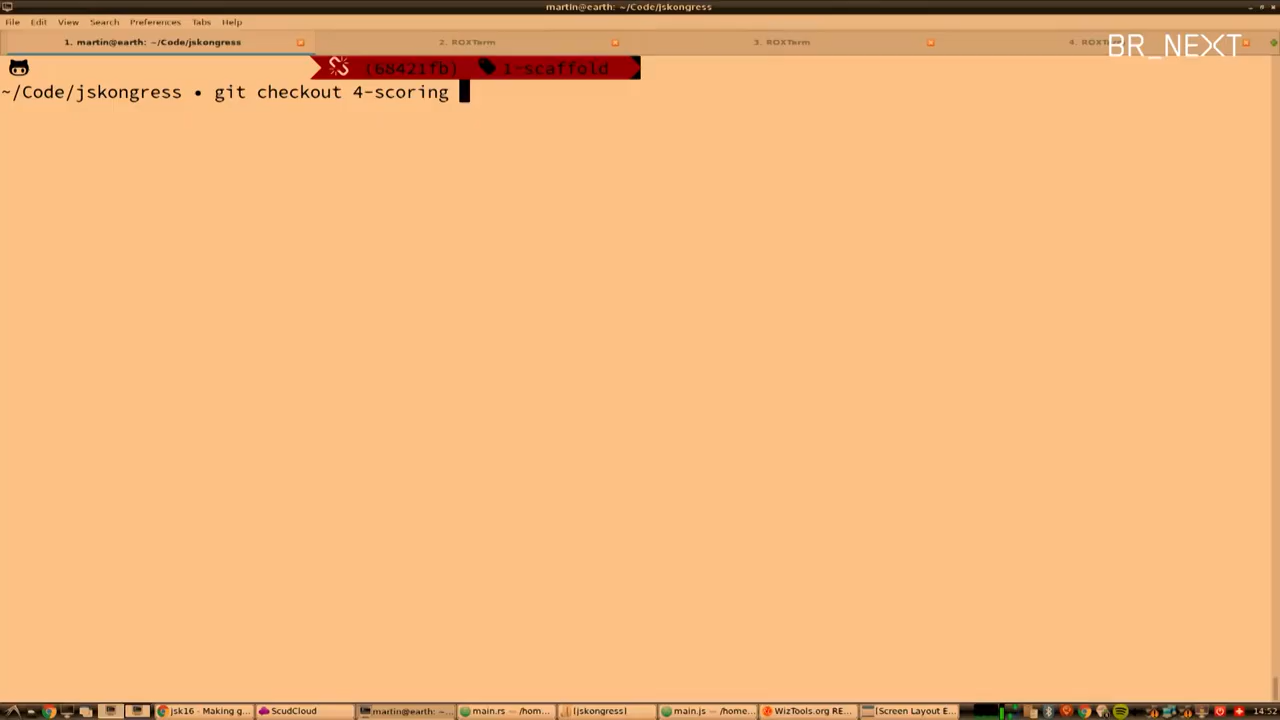 martin@earth: ~/Code/jskongress
File Edit View Search Preferences Tabs Help
1. martin@earth: ~/Code/jskongress 2. ROXTerm 3. ROXTerm 4.
BR_NEXT
(68421fb) 1-scaffold
~/Code/jskongress • git checkout 4-scoring
jsk16 - Making g... ScudCloud martin@earth: ~... main.rs — /hom... [jskongress] main.js — /home... WizTools.org RE... [Screen Layout E... 14:52